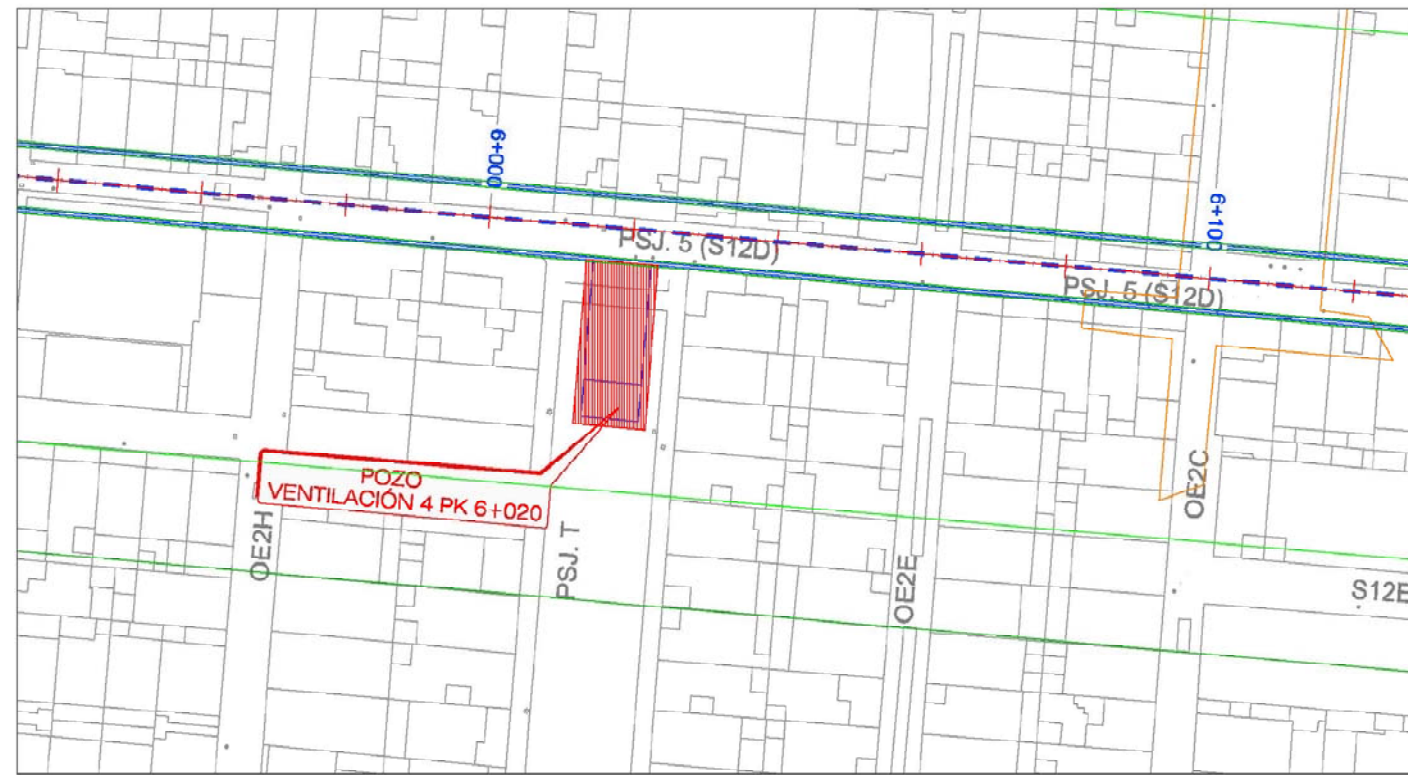 6+000
6+100
PSJ. 5 (S12D)
PSJ. 5 (S12D)
POZO
VENTILACIÓN 4 PK 6+020
OE2H
PSJ. T
OE2E
OE2C
S12E